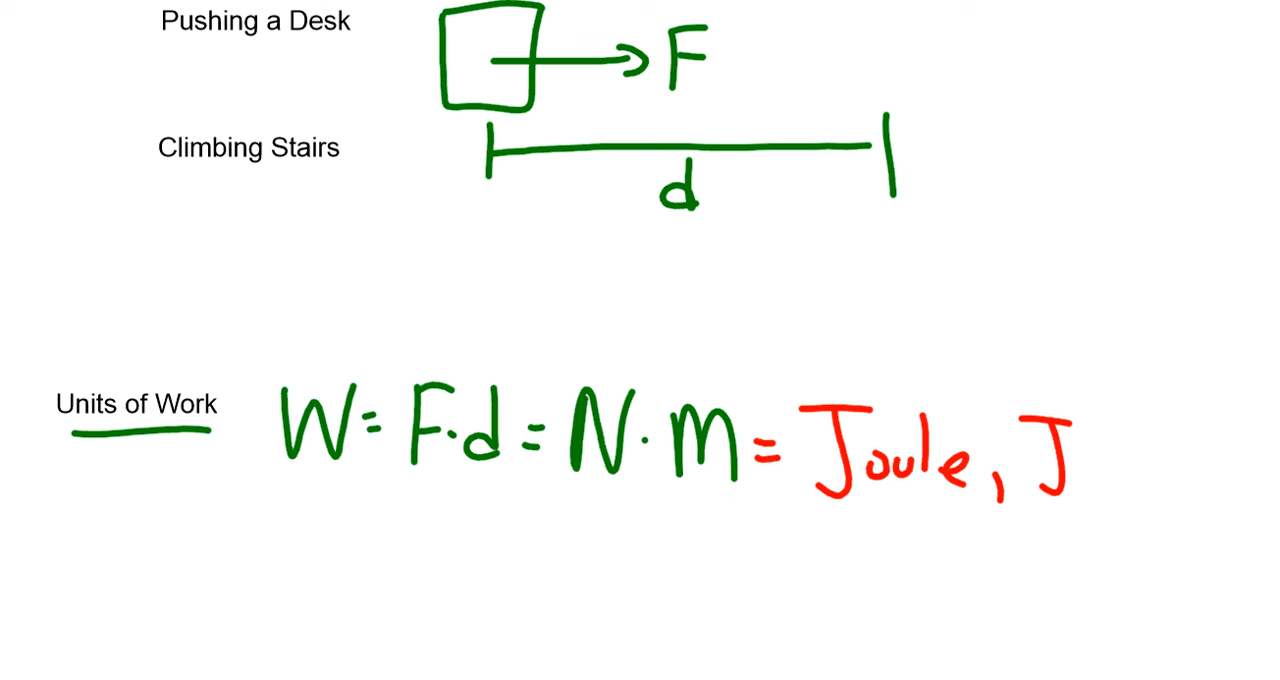 Pushing a Desk
F
Climbing Stairs
d
Units of Work W = F·d = N·m = Joule, J